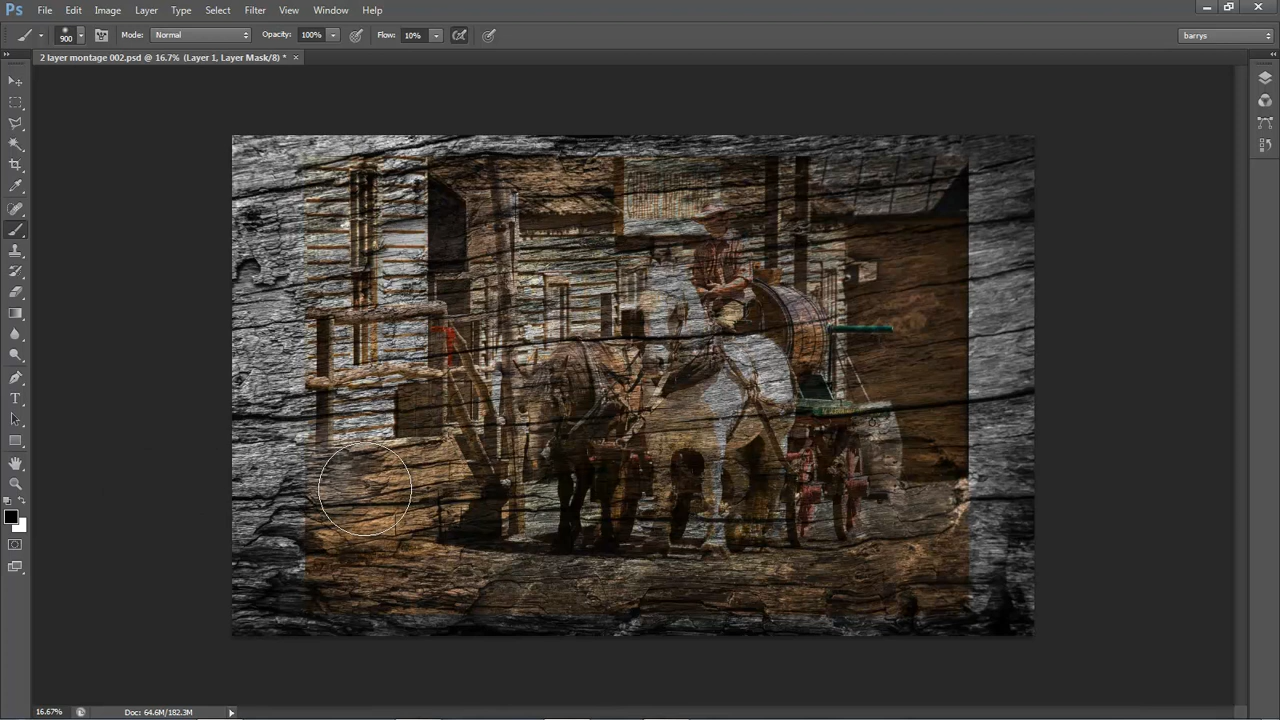 Ps File Edit Image Layer Type Select Filter View Window Help
900 Mode: Normal Opacity: 100% Flow: 10% barrys
2 layer montage 002.psd @ 16.7% (Layer 1, Layer Mask/8) * ×
T
16.67% Doc: 64.6M/182.3M